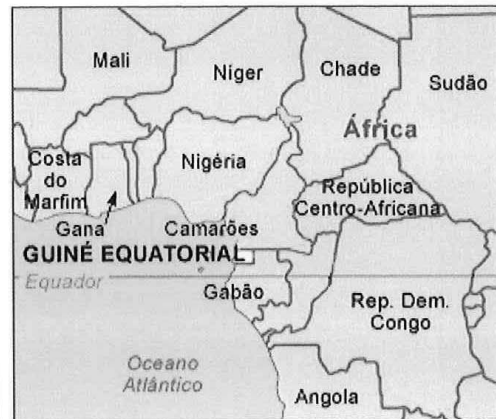 Mali
Níger
Chade
Sudão
África
Costa
do
Marfim
Nigéria
República
Centro-Africana
Gana
Camarões
GUINÉ EQUATORIAL
Equador
Gabão
Rep. Dem.
Congo
Oceano
Atlântico
Angola